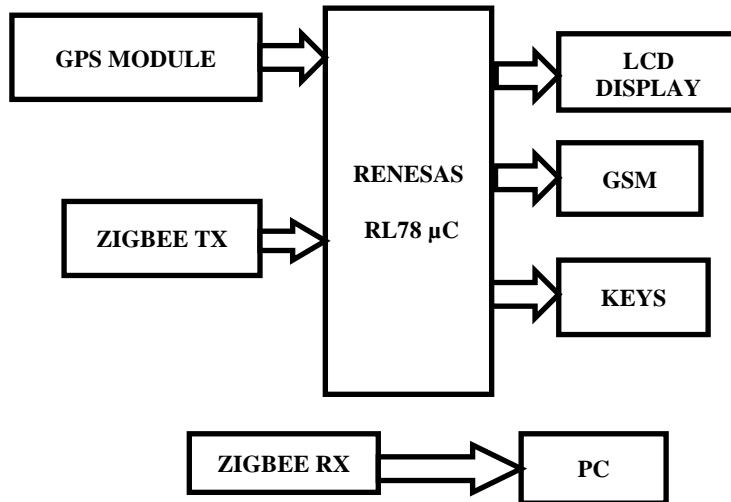 GPS MODULE
LCD
DISPLAY
RENESAS
RL78 µC
GSM
ZIGBEE TX
KEYS
ZIGBEE RX
PC